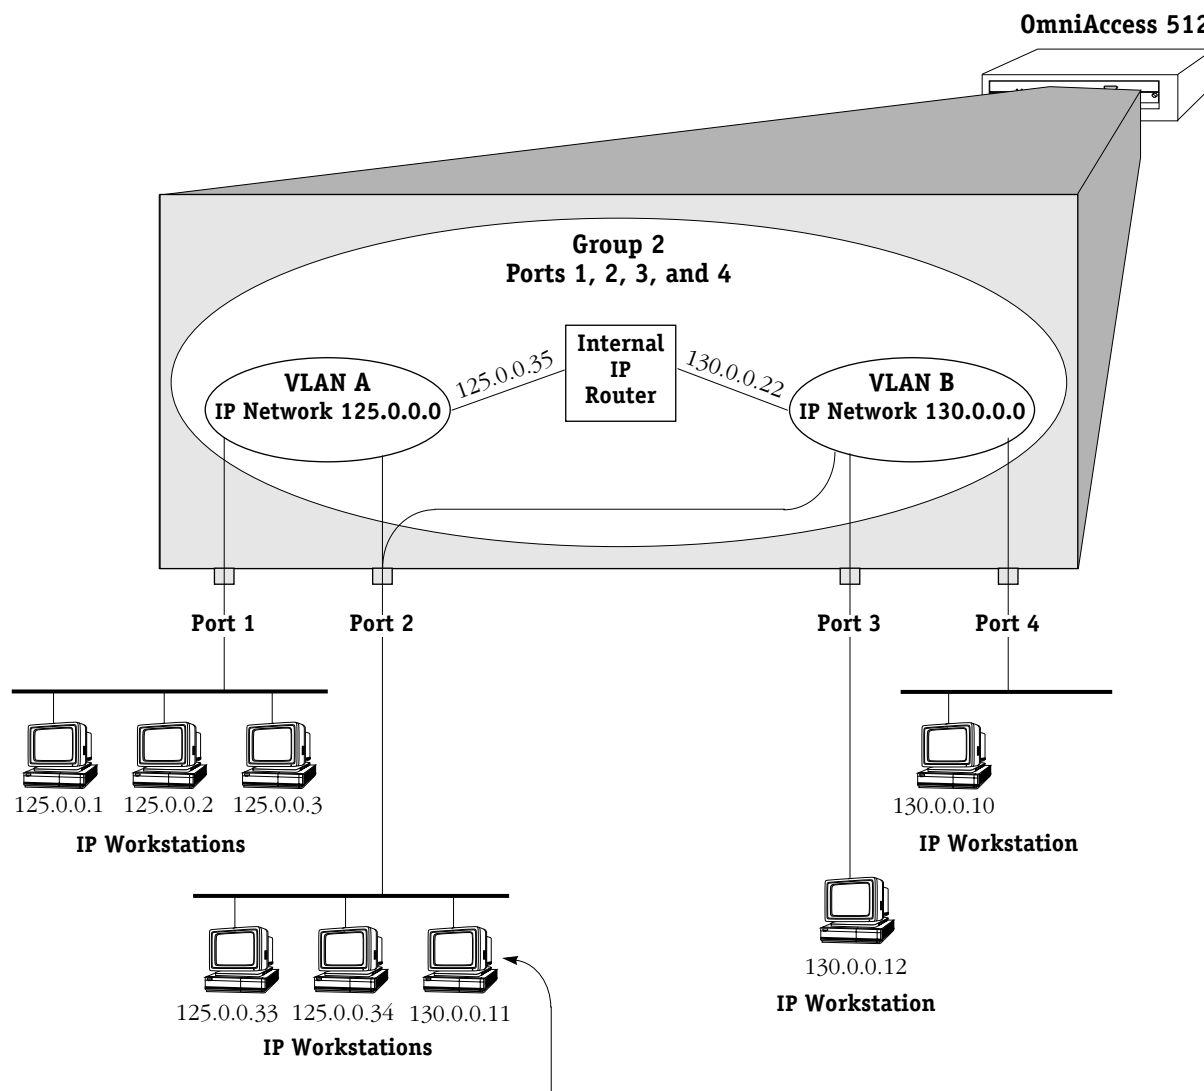 OmniAccess 512
Group 2
Ports 1, 2, 3, and 4
Internal
IP
Router
125.0.0.35
130.0.0.22
VLAN A
IP Network 125.0.0.0
VLAN B
IP Network 130.0.0.0
Port 1
Port 2
Port 3
Port 4
125.0.0.1
125.0.0.2
125.0.0.3
IP Workstations
130.0.0.10
IP Workstation
125.0.0.33
125.0.0.34
130.0.0.11
IP Workstations
130.0.0.12
IP Workstation